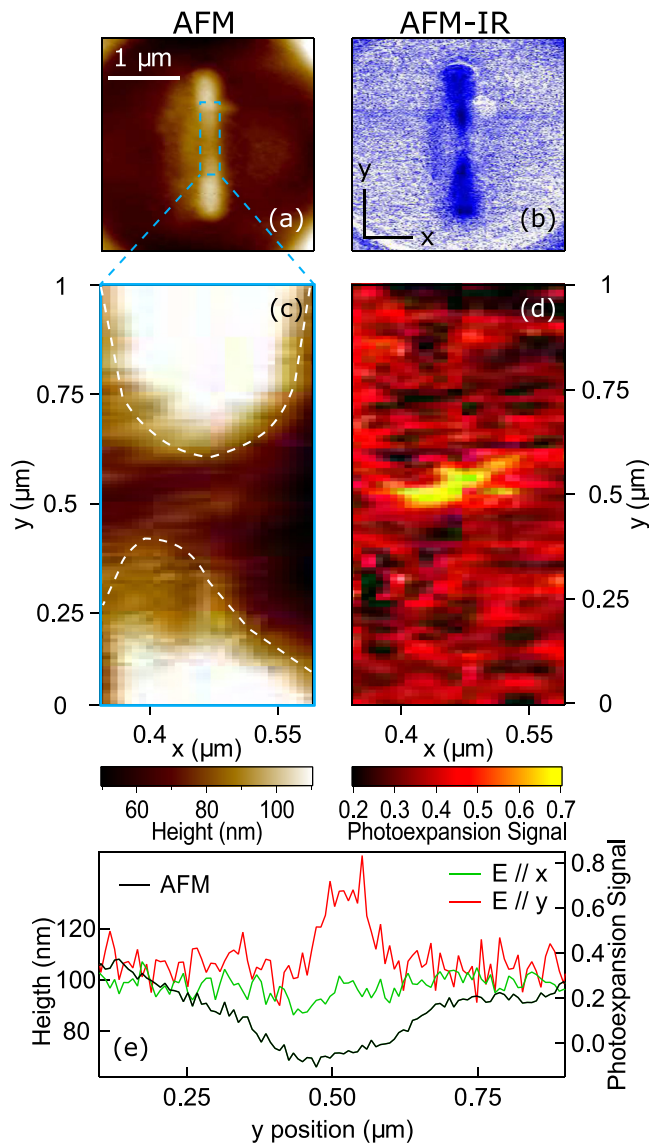 AFM AFM-IR
1 µm
(a)
y
x
(b)
(c)
(d)
1
0.75
0.5
0.25
0
y (µm)
0.4 0.55
x (µm)
1
0.75
0.5
0.25
0
y (µm)
0.4 0.55
x (µm)
60 80 100
Height (nm)
0.2 0.3 0.4 0.5 0.6 0.7
Photoexpansion Signal
AFM
E // x
E // y
120
100
80
Heigth (nm)
0.8
0.6
0.4
0.2
0.0
Photoexpansion Signal
(e)
0.25 0.50 0.75
y position (µm)